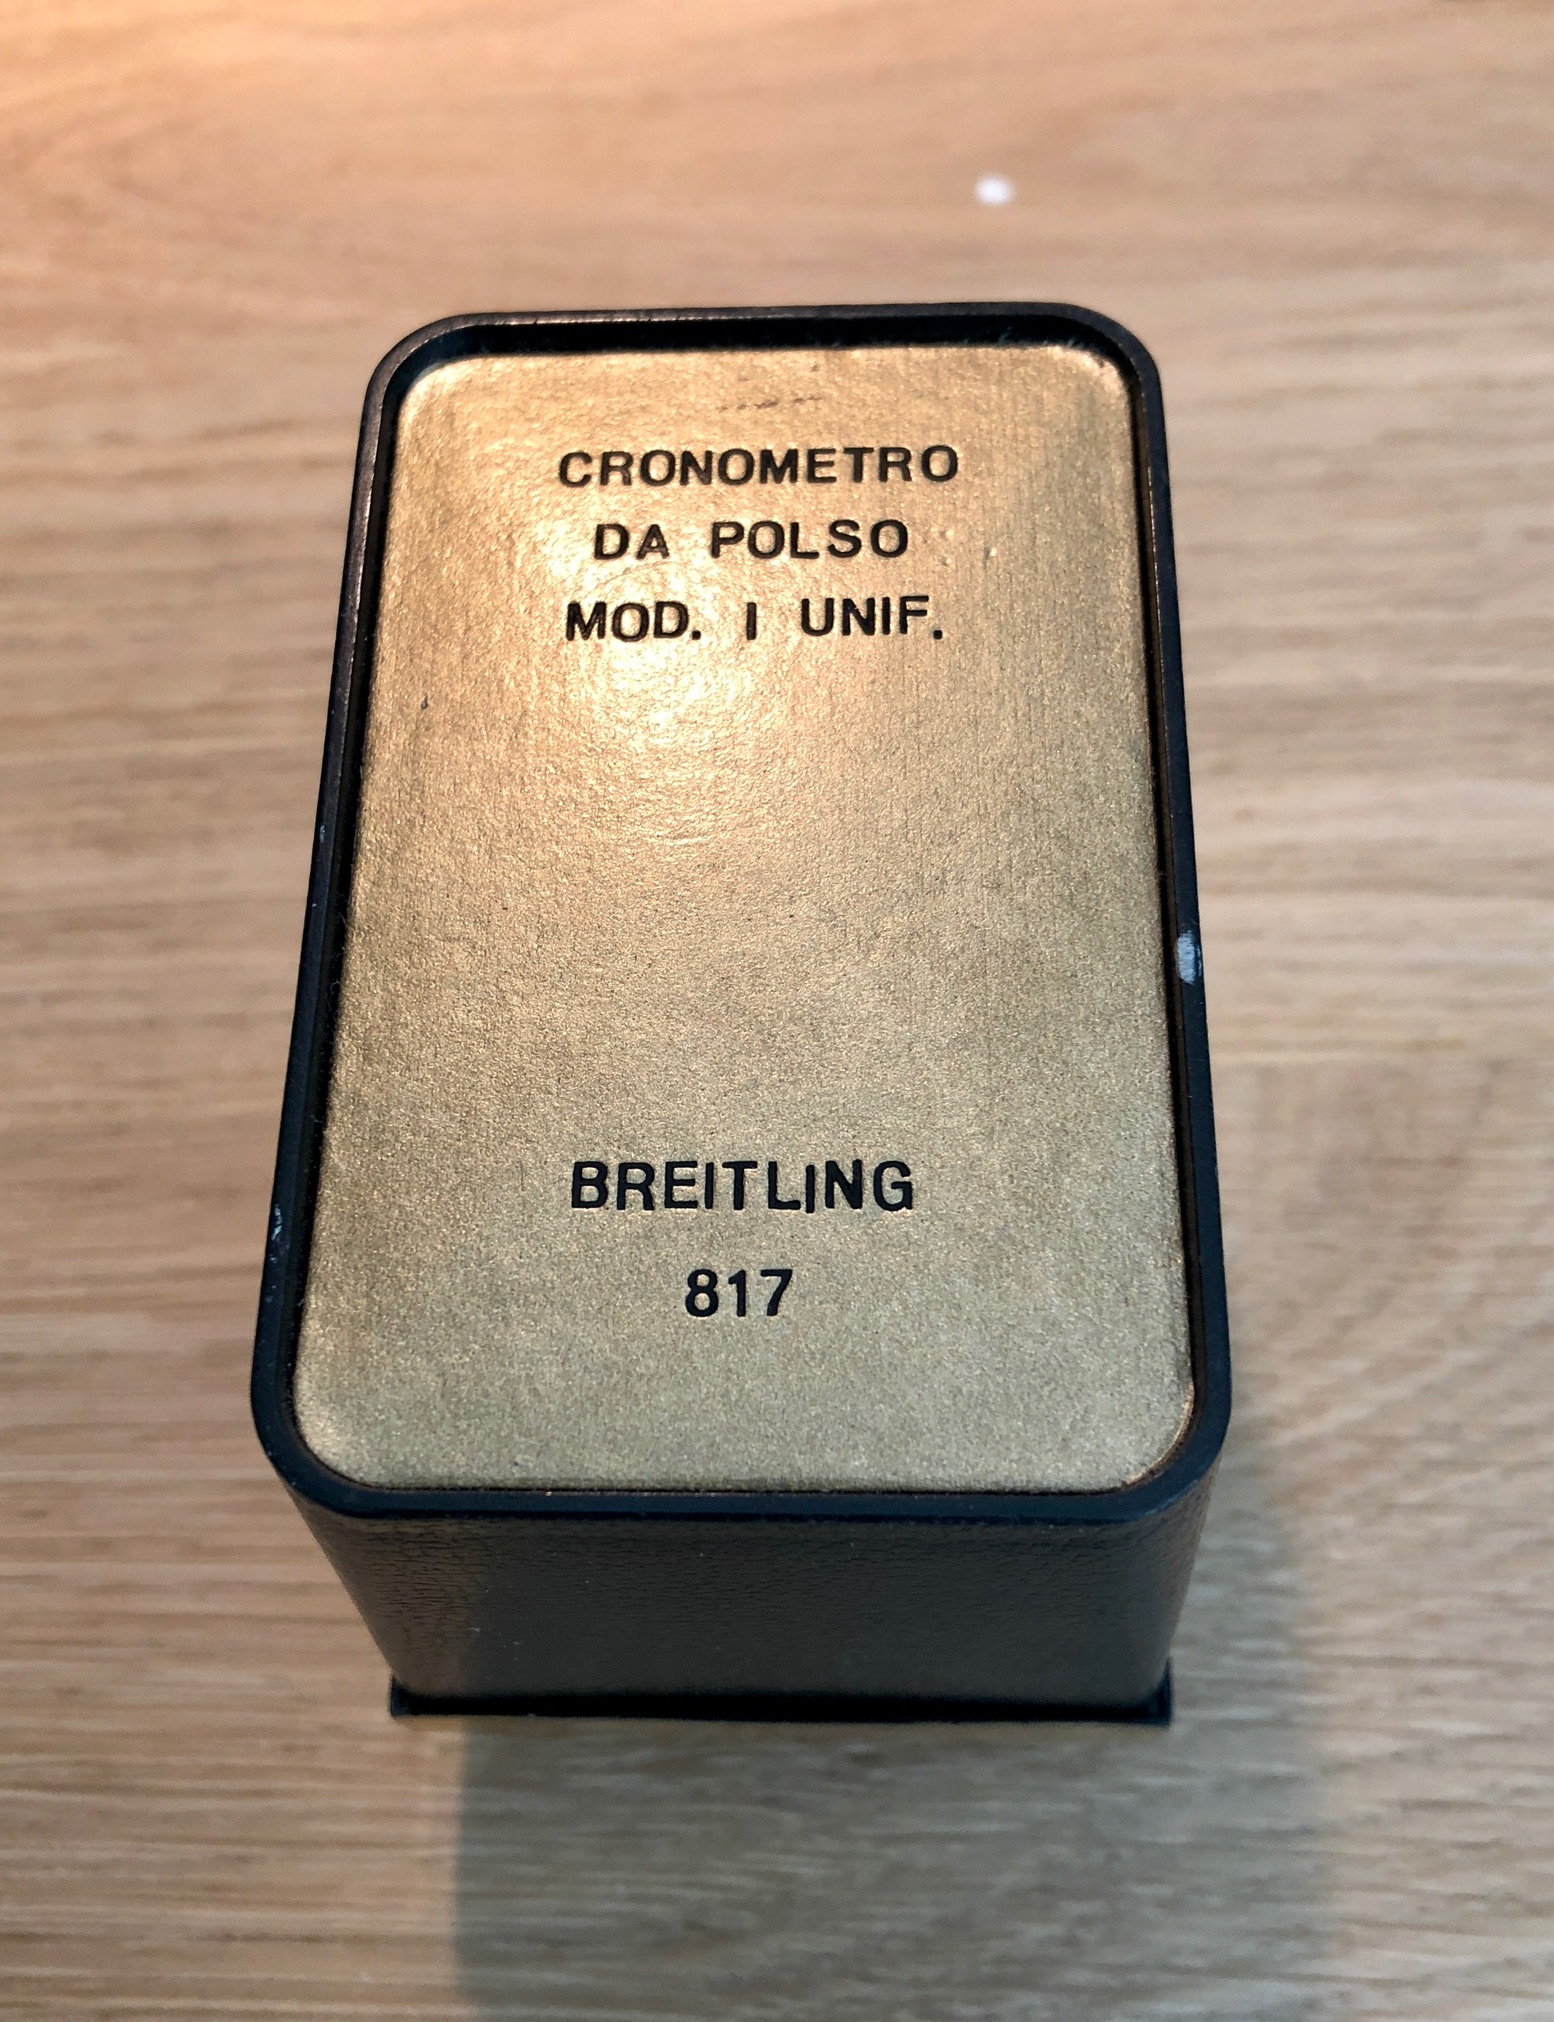 CRONOMETRO
DA POLSO
MOD. I UNIF.
BREITLING
817